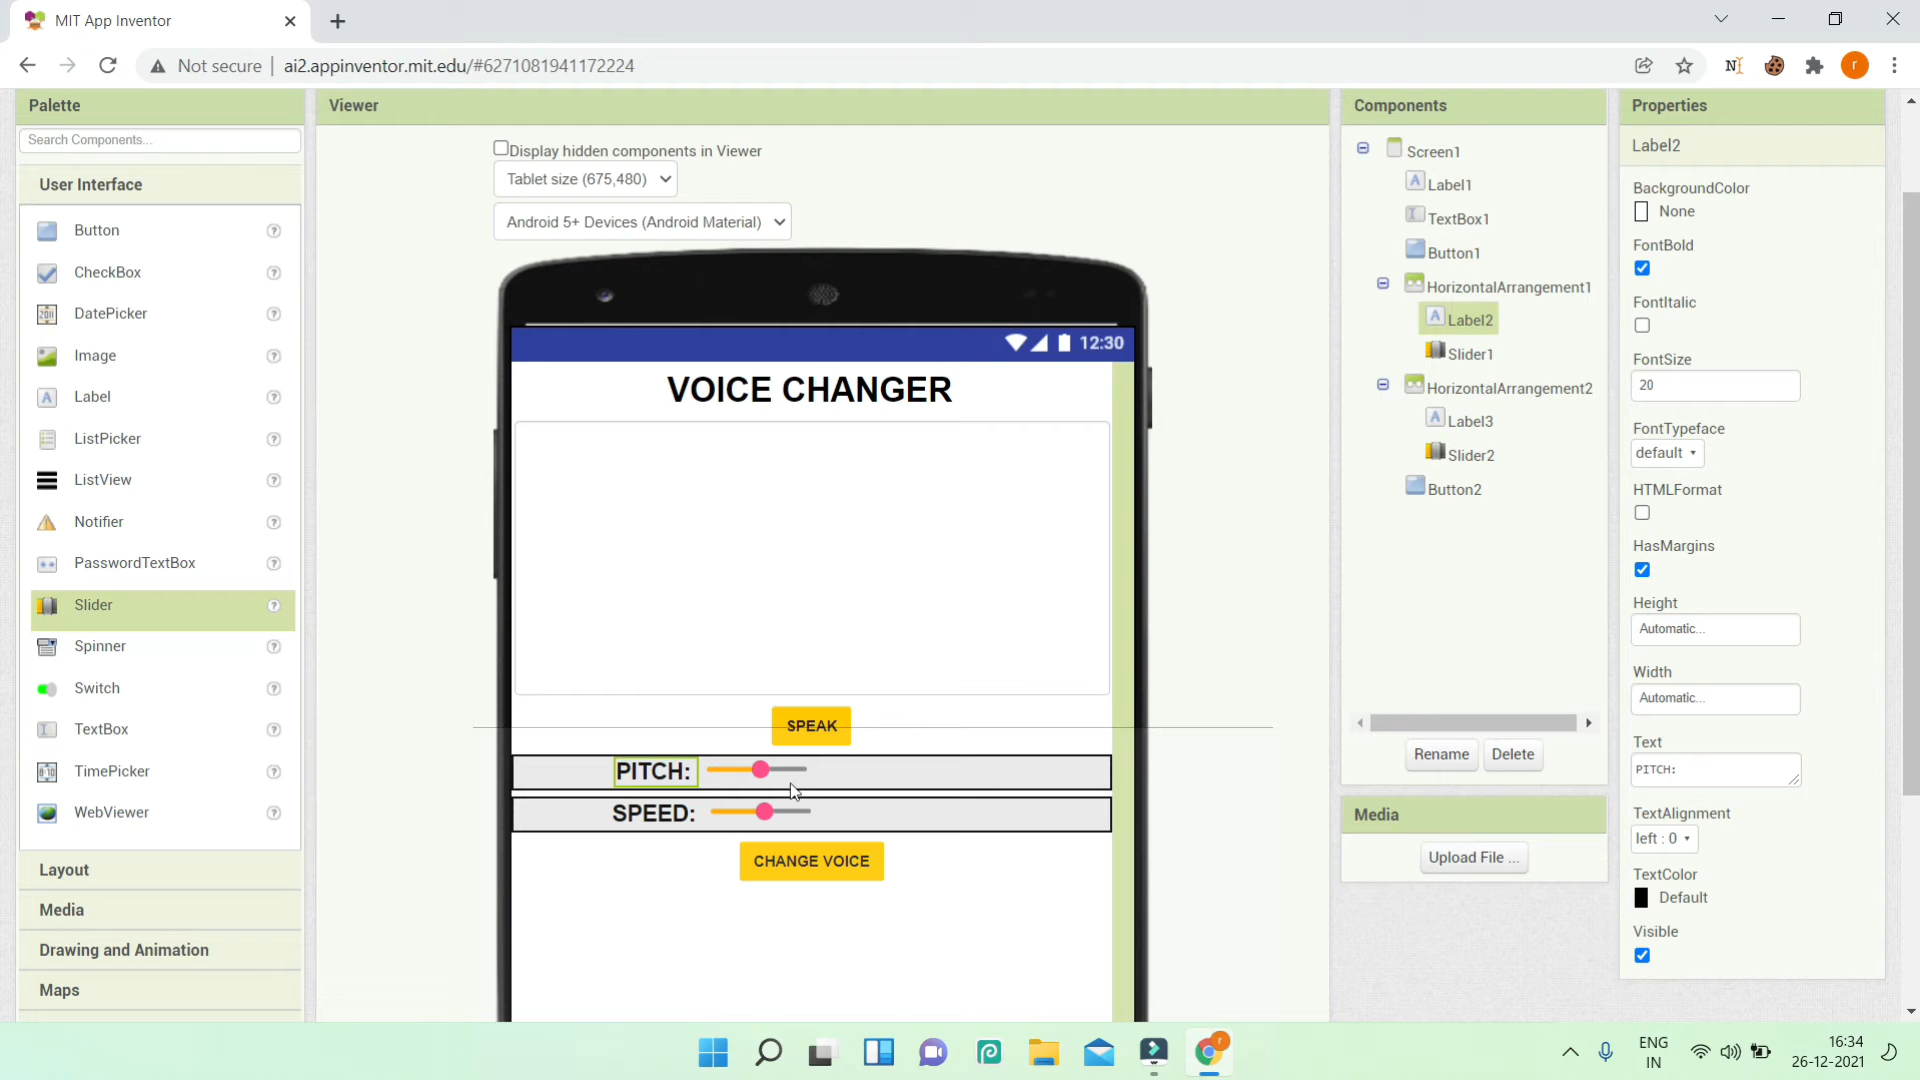 MIT App Inventor
Not secure
ai2.appinventor.mit.edu/#6271081941172224
r
Palette
Search Components...
User Interface
Button
CheckBox
DatePicker
Image
Label
ListPicker
ListView
Notifier
PasswordTextBox
Slider
Spinner
Switch
TextBox
TimePicker
WebViewer
Layout
Media
Drawing and Animation
Maps
Viewer
Display hidden components in Viewer
Tablet size (675,480)
Android 5+ Devices (Android Material)
12:30
VOICE CHANGER
SPEAK
PITCH:
SPEED:
CHANGE VOICE
Components
Screen1
Label1
TextBox1
Button1
HorizontalArrangement1
Label2
Slider1
HorizontalArrangement2
Label3
Slider2
Button2
Rename
Delete
Media
Upload File ...
Properties
Label2
BackgroundColor
None
FontBold
FontItalic
FontSize
20
FontTypeface
default
HTMLFormat
HasMargins
Height
Automatic...
Width
Automatic...
Text
PITCH:
TextAlignment
left : 0
TextColor
Default
Visible
ENG
IN
16:34
26-12-2021